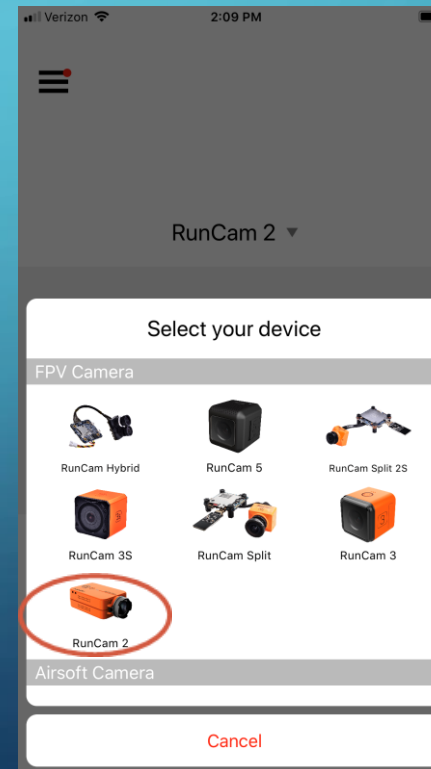 Verizon 2:09 PM
RunCam 2
Select your device
FPV Camera
RunCam Hybrid RunCam 5 RunCam Split 2S
RunCam 3S RunCam Split RunCam 3
RunCam 2
Airsoft Camera
Cancel